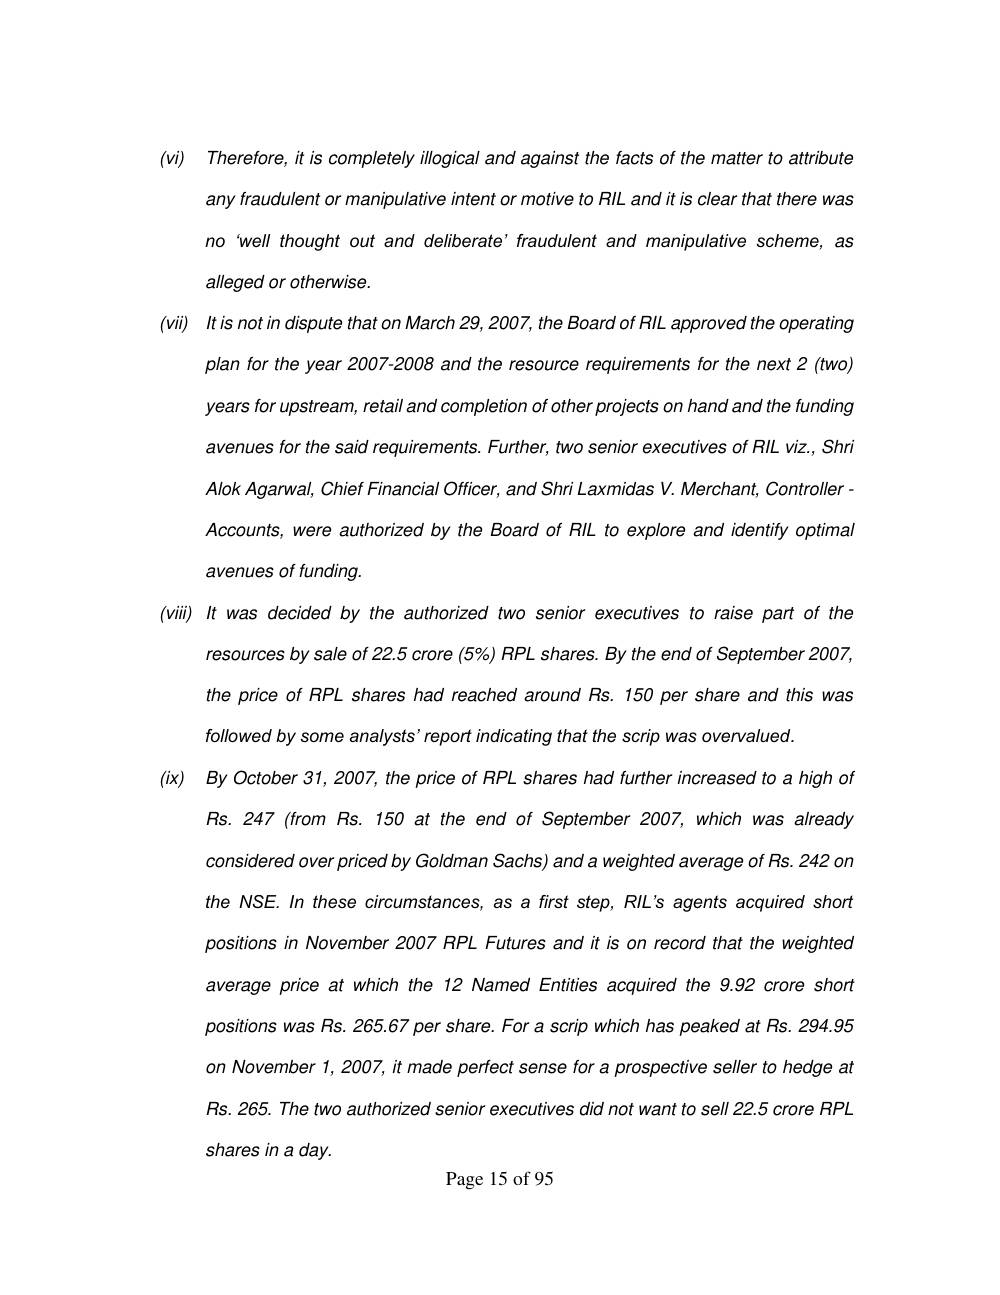 (vi) Therefore, it is completely illogical and against the facts of the matter to attribute
any fraudulent or manipulative intent or motive to RIL and it is clear that there was
no ‘well thought out and deliberate’ fraudulent and manipulative scheme, as
alleged or otherwise.
(vii) It is not in dispute that on March 29, 2007, the Board of RIL approved the operating
plan for the year 2007-2008 and the resource requirements for the next 2 (two)
years for upstream, retail and completion of other projects on hand and the funding
avenues for the said requirements. Further, two senior executives of RIL viz., Shri
Alok Agarwal, Chief Financial Officer, and Shri Laxmidas V. Merchant, Controller -
Accounts, were authorized by the Board of RIL to explore and identify optimal
avenues of funding.
(viii) It was decided by the authorized two senior executives to raise part of the
resources by sale of 22.5 crore (5%) RPL shares. By the end of September 2007,
the price of RPL shares had reached around Rs. 150 per share and this was
followed by some analysts’ report indicating that the scrip was overvalued.
(ix) By October 31, 2007, the price of RPL shares had further increased to a high of
Rs. 247 (from Rs. 150 at the end of September 2007, which was already
considered over priced by Goldman Sachs) and a weighted average of Rs. 242 on
the NSE. In these circumstances, as a first step, RIL’s agents acquired short
positions in November 2007 RPL Futures and it is on record that the weighted
average price at which the 12 Named Entities acquired the 9.92 crore short
positions was Rs. 265.67 per share. For a scrip which has peaked at Rs. 294.95
on November 1, 2007, it made perfect sense for a prospective seller to hedge at
Rs. 265. The two authorized senior executives did not want to sell 22.5 crore RPL
shares in a day.
Page 15 of 95